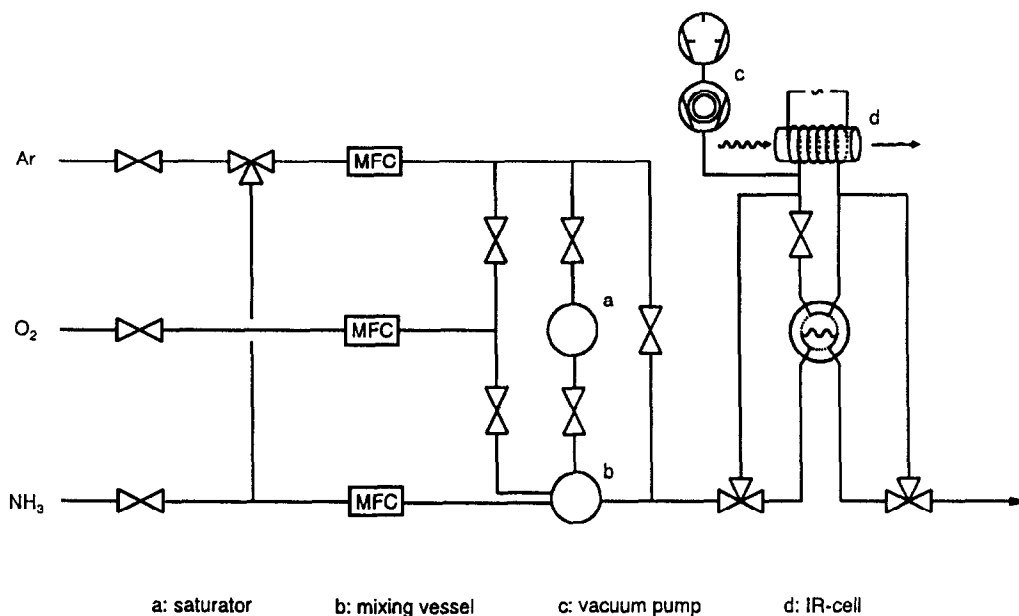 c
d
Ar
MFC
a
O₂
MFC
b
NH₃
MFC
a: saturator b: mixing vessel c: vacuum pump d: IR-cell